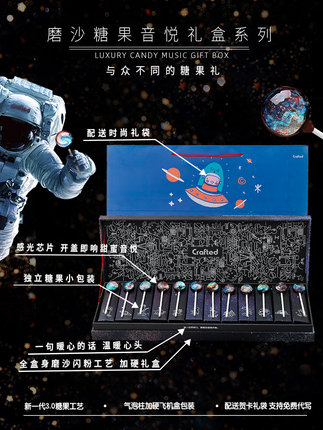 磨沙糖果音悦礼盒系列
LUXURY CANDY MUSIC GIFT BOX
与众不同的糖果礼
配送时尚礼袋
Crafted
感光芯片 开盖即响甜蜜音悦
Crafted
独立糖果小包装
一句暖心的话 温暖心头
全盒身磨沙闪粉工艺 加硬礼盒
新一代3.0糖果工艺
气泡柱加硬飞机盒包装
配送贺卡礼袋 支持免费代写